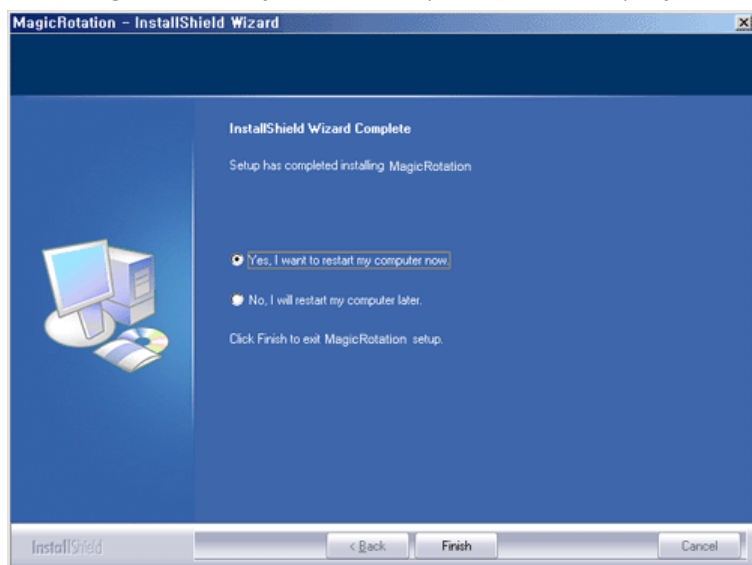 MagicRotation - InstallShield Wizard
InstallShield Wizard Complete
Setup has completed installing MagicRotation
Yes, I want to restart my computer now.
No, I will restart my computer later.
Click Finish to exit MagicRotation setup.
InstallShield
< Back
Finish
Cancel